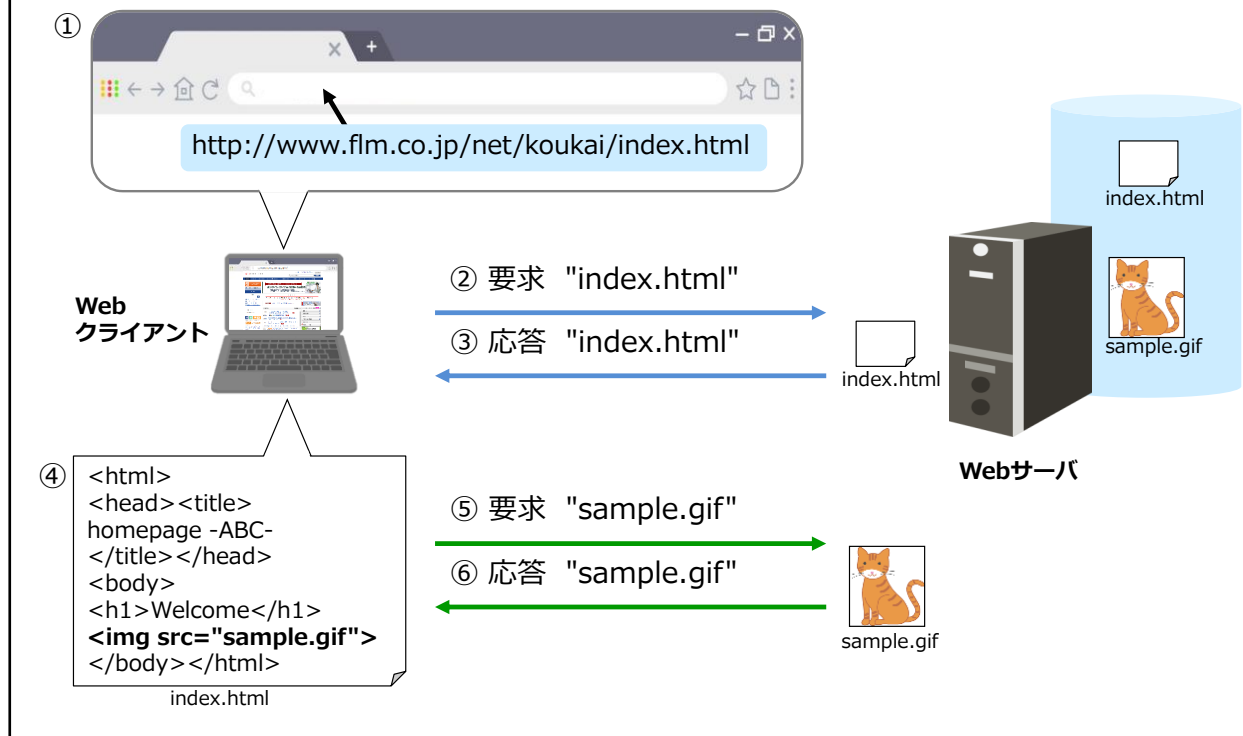 ①
http://www.flm.co.jp/net/koukai/index.html
index.html
sample.gif
Web
クライアント
② 要求 "index.html"
③ 応答 "index.html"
index.html
Webサーバ
④
<html>
<head><title>
homepage -ABC-
</title></head>
<body>
<h1>Welcome</h1>
<img src="sample.gif">
</body></html>
index.html
⑤ 要求 "sample.gif"
⑥ 応答 "sample.gif"
sample.gif